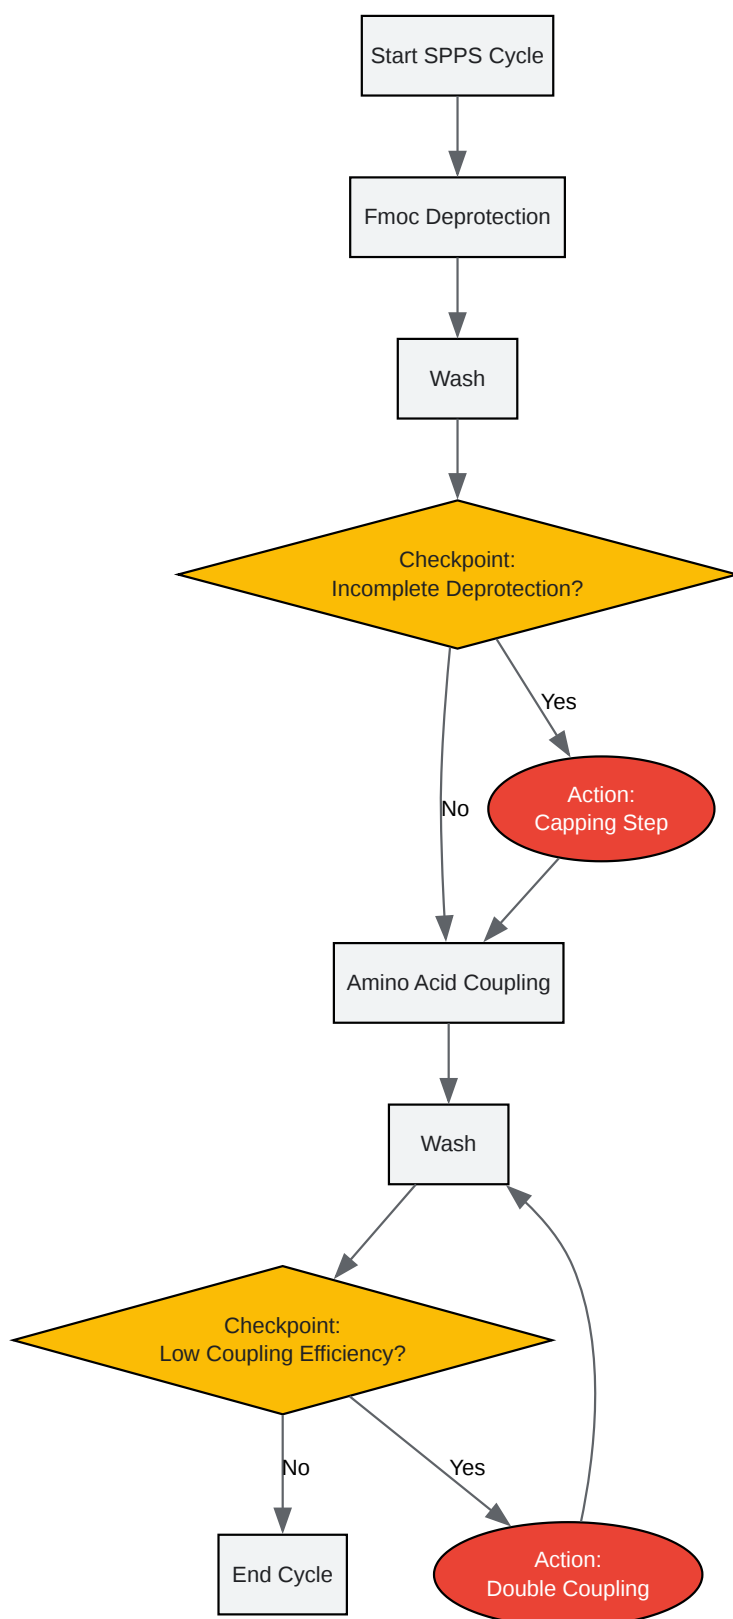 Start SPPS Cycle
Fmoc Deprotection
Wash
Checkpoint:
Incomplete Deprotection?
Yes
Action:
Capping Step
No
Amino Acid Coupling
Wash
Checkpoint:
Low Coupling Efficiency?
No
Yes
End Cycle
Action:
Double Coupling